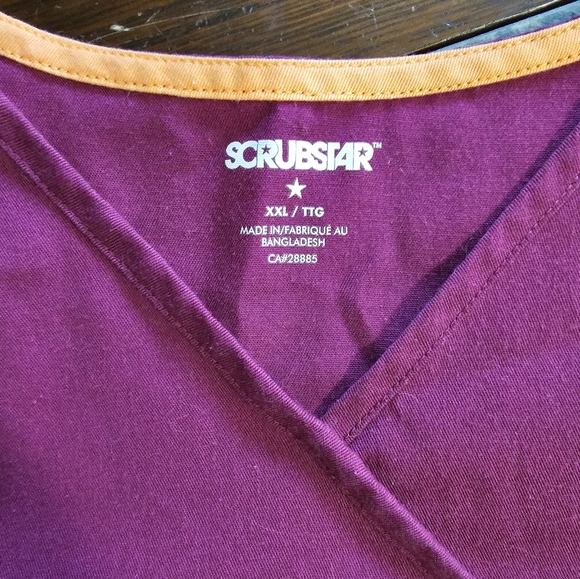 SCRUBSTAR™
XXL / TTG
MADE IN/FABRIQUÉ AU
BANGLADESH
CA#28885